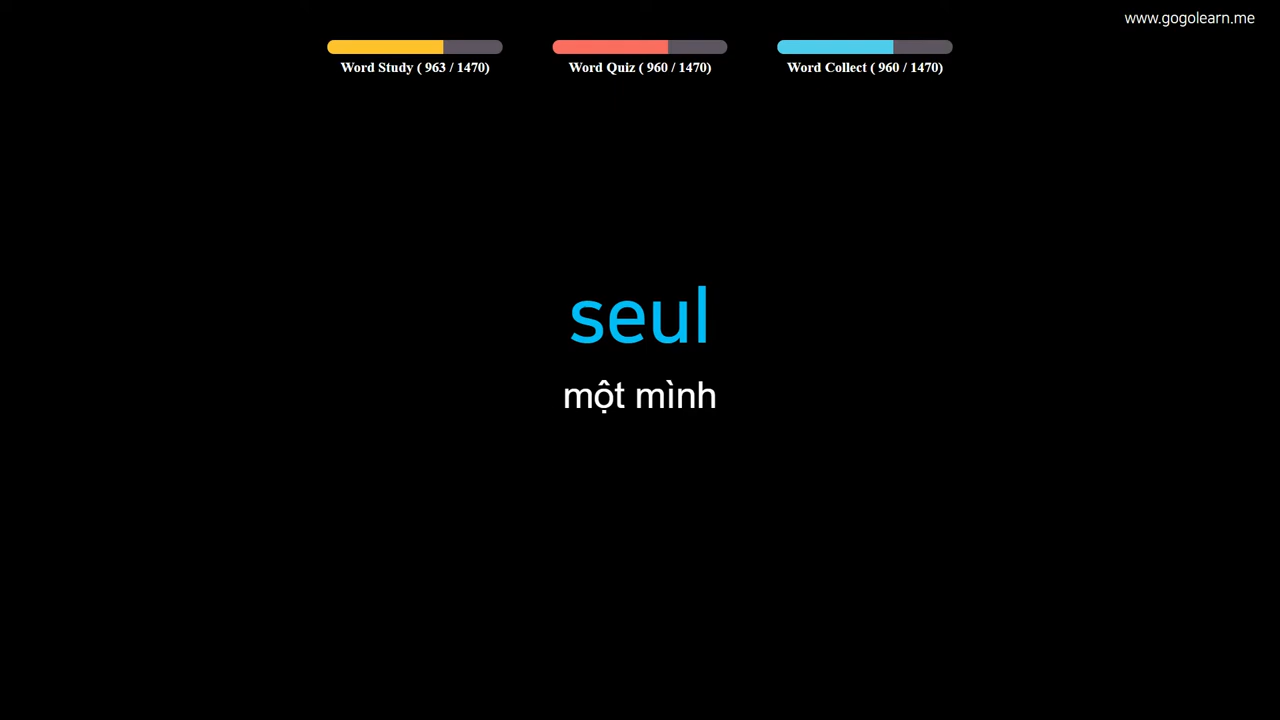 www.gogolearn.me
Word Study ( 963 / 1470)
Word Quiz ( 960 / 1470)
Word Collect ( 960 / 1470)
seul
một mình